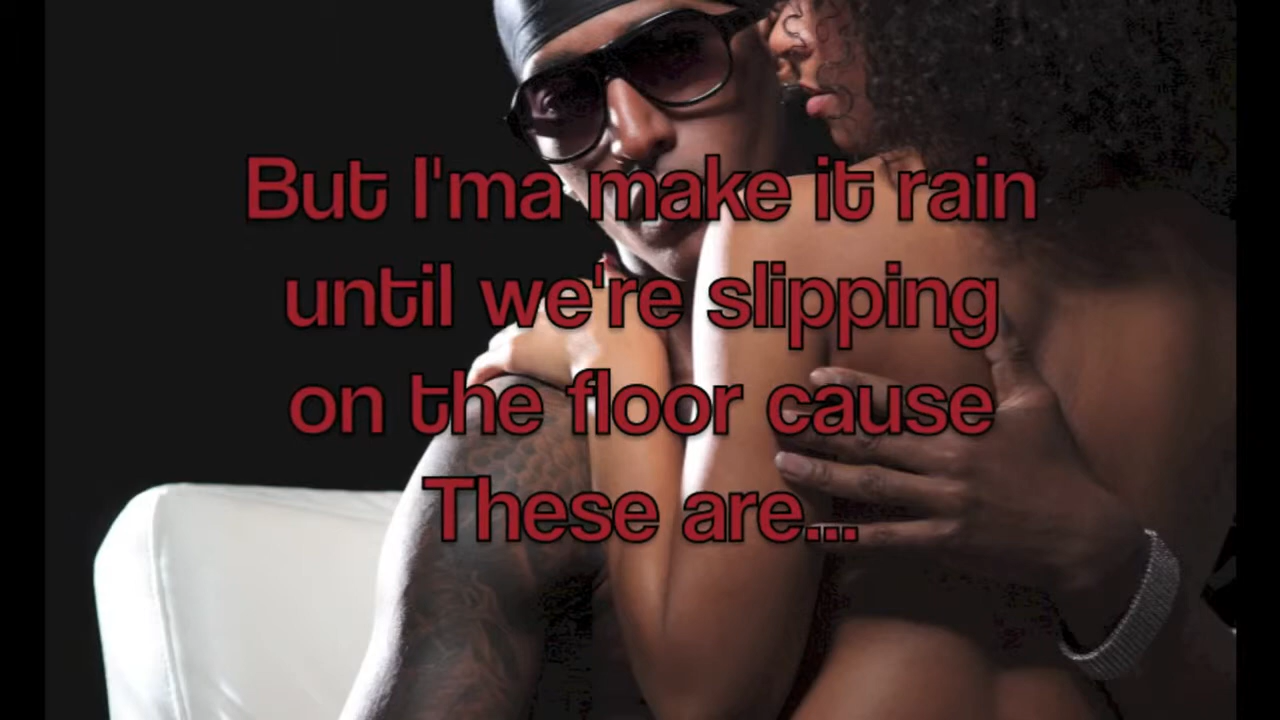 But I'ma make it rain
until we're slipping
on the floor cause
These are...